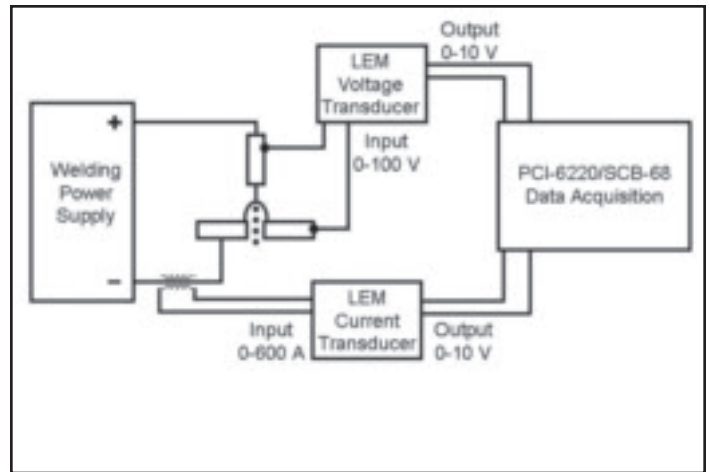 Output
0-10 V
LEM
Voltage
Transducer
+
Input
0-100 V
Welding
Power
Supply
PCI-6220/SCB-68
Data Acquisition
−
LEM
Current
Transducer
Input
0-600 A
Output
0-10 V